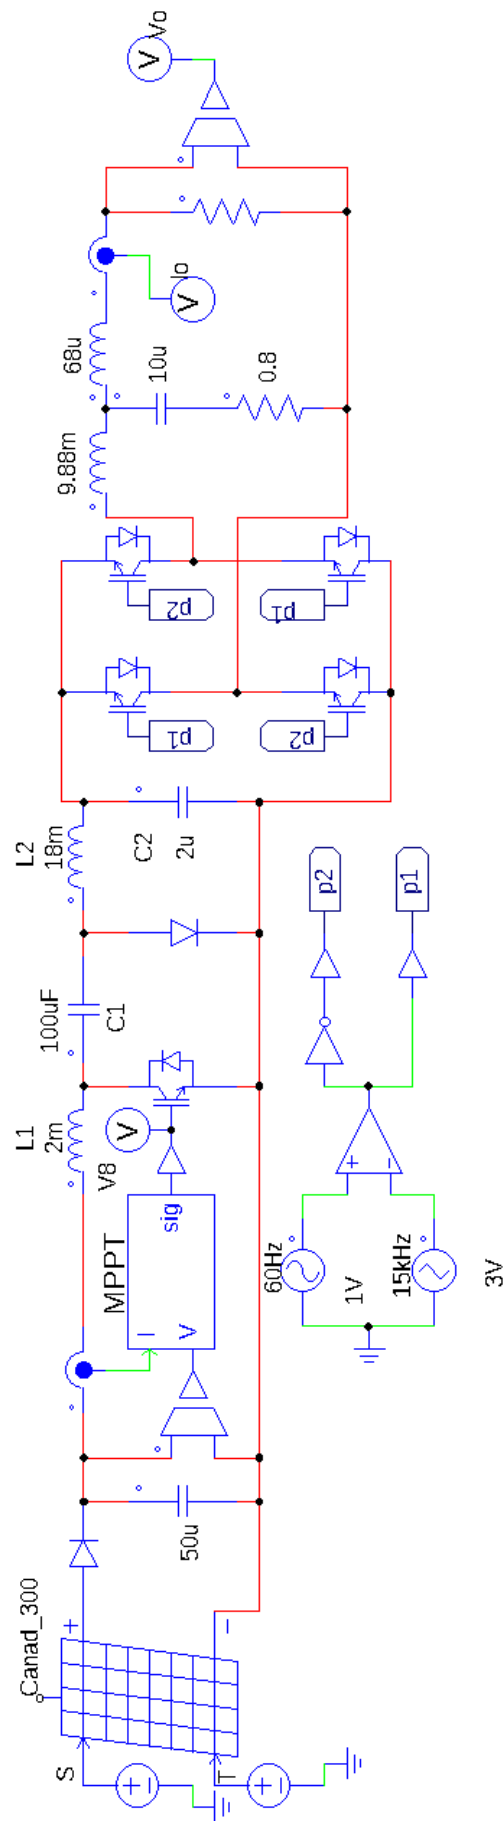 Canad_300
S
T
+
−
50u
MPPT
I
V
sig
V8
V
L1
2m
100uF
C1
L2
18m
C2
2u
p1
p2
p2
p1
9.88m
68u
10u
0.8
V
Io
V
Vo
60Hz
1V
15kHz
3V
+
−
p2
p1